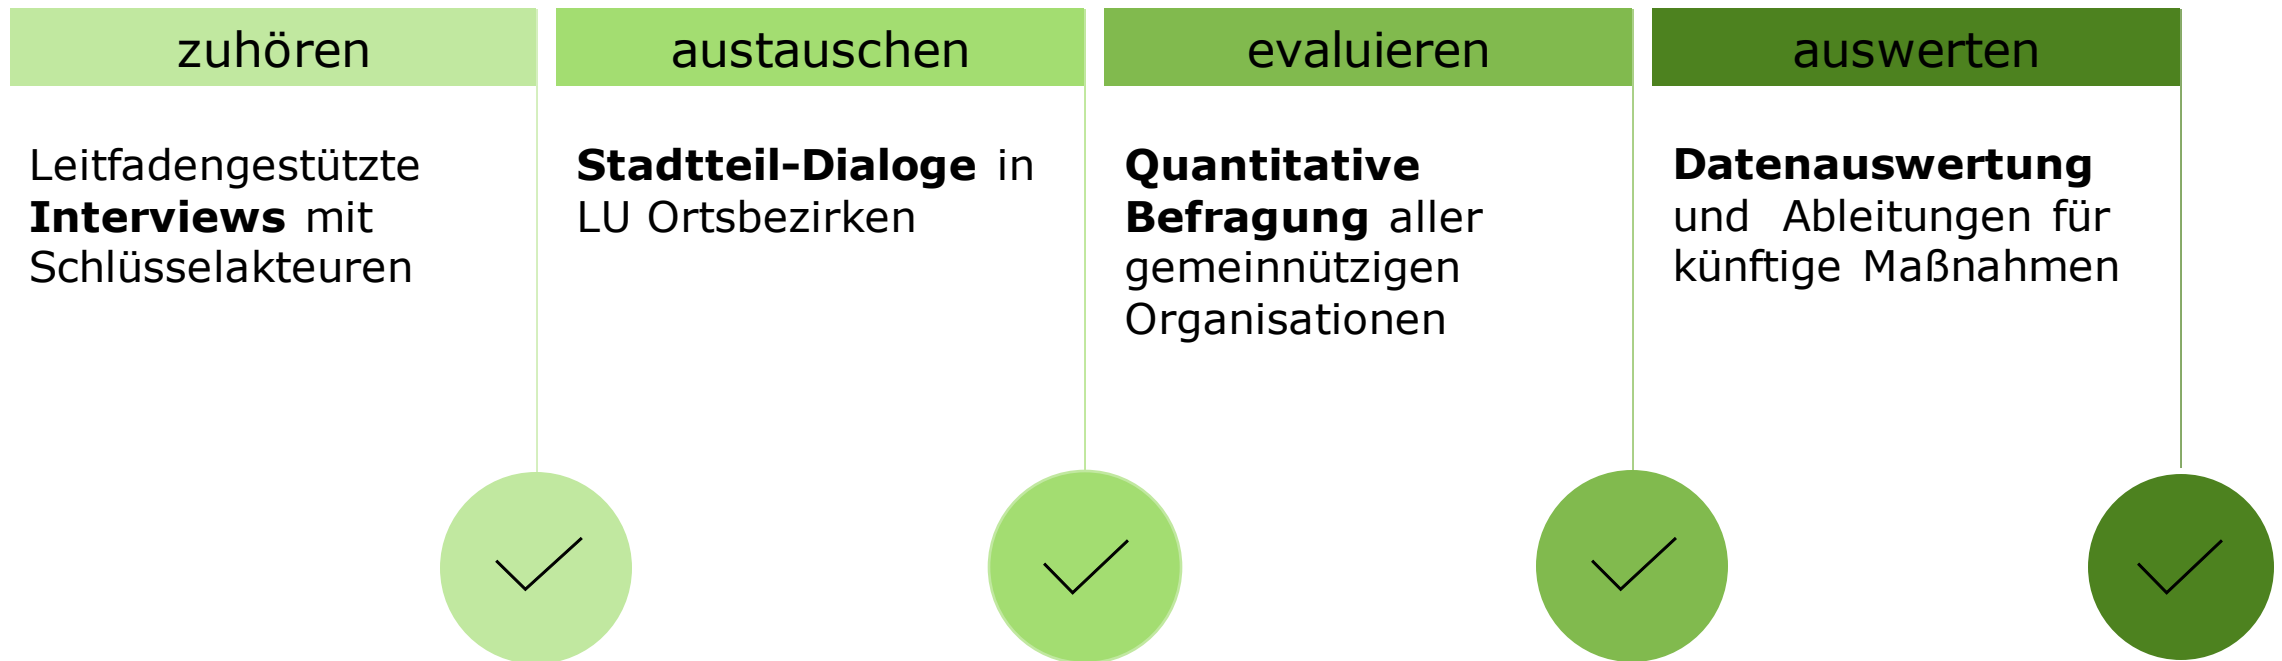 zuhören
Leitfadengestützte
Interviews mit
Schlüsselakteuren
austauschen
Stadtteil-Dialoge in
LU Ortsbezirken
evaluieren
Quantitative
Befragung aller
gemeinnützigen
Organisationen
auswerten
Datenauswertung
und Ableitungen für
künftige Maßnahmen